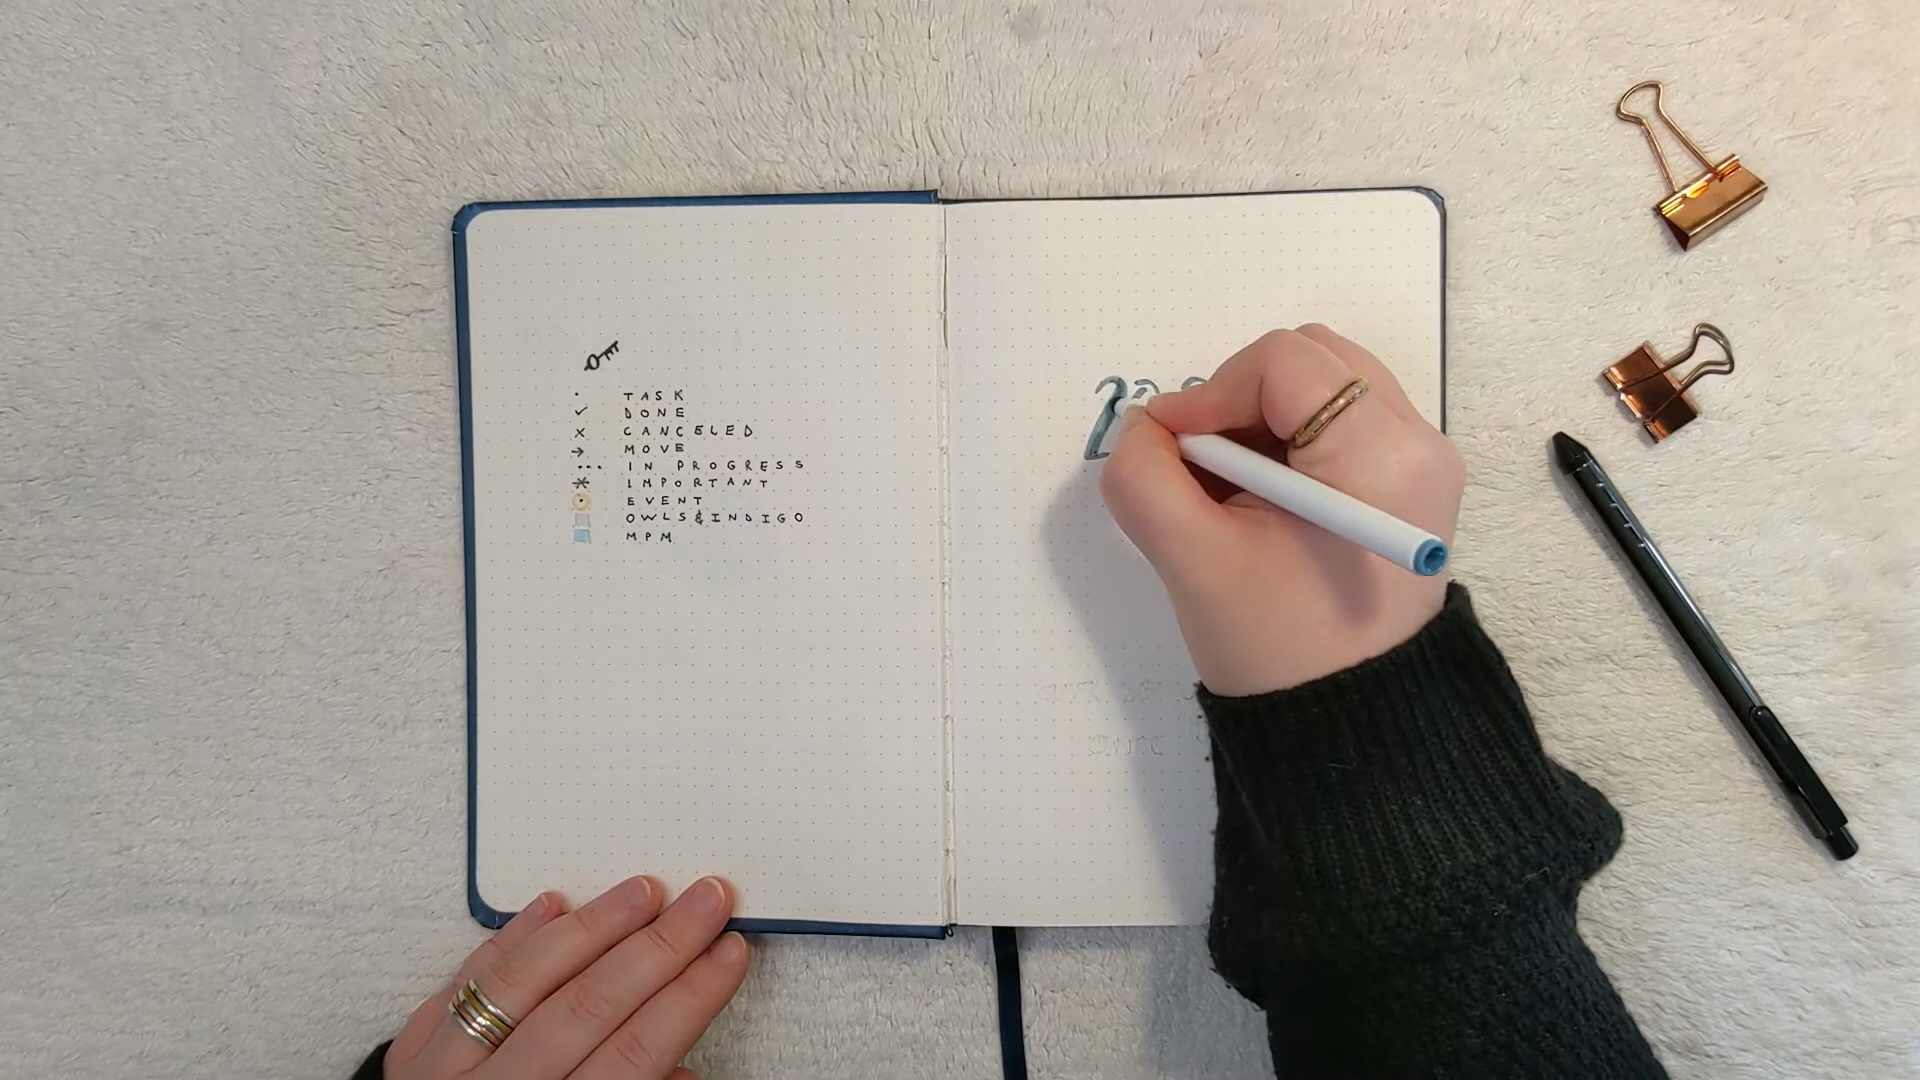 • TASK
✓ DONE
× CANCELED
→ MOVE
••• IN PROGRESS
* IMPORTANT
EVENT
OWLS&INDIGO
MPM